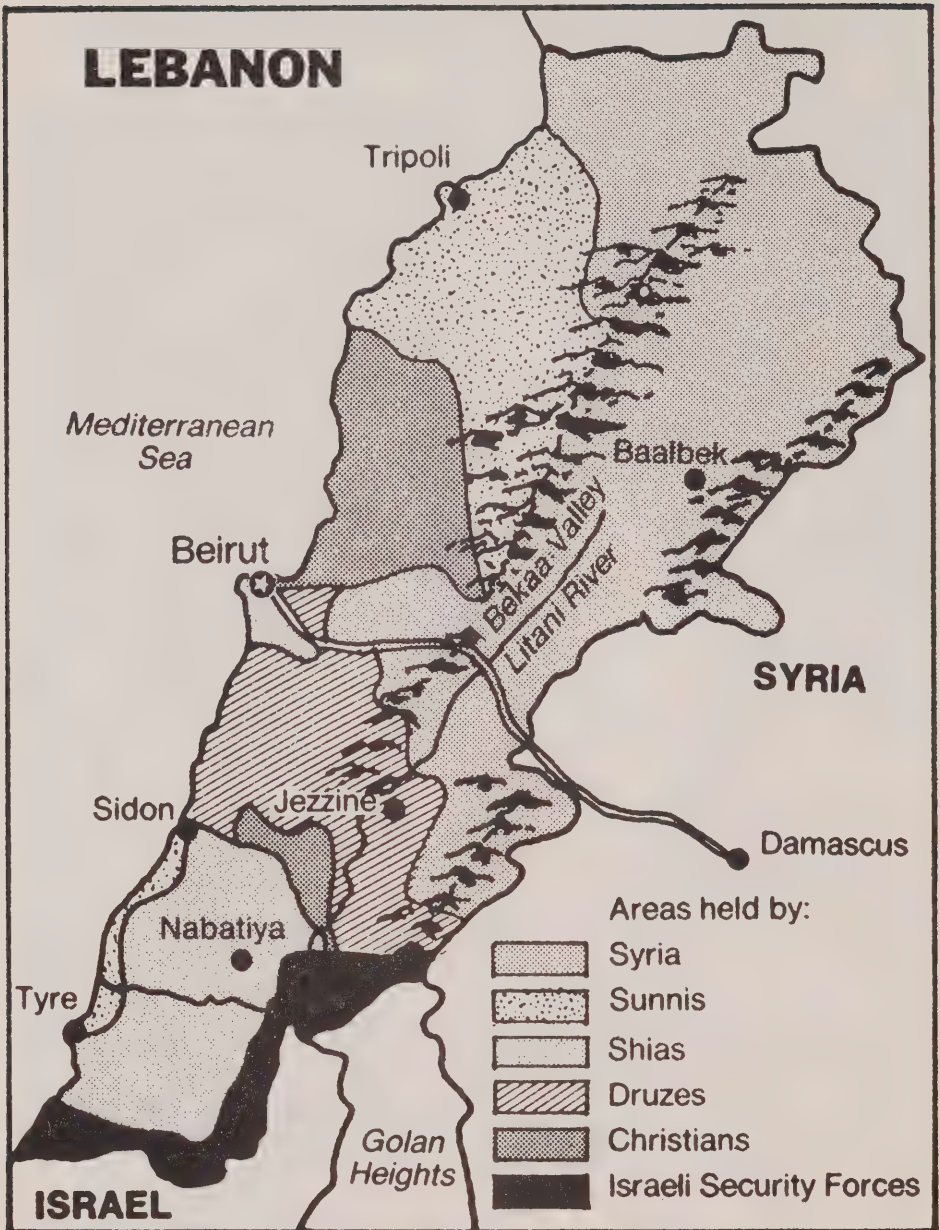 LEBANON
Tripoli
Mediterranean
Sea
Baalbek
Beirut
Bekaa Valley
Litani River
SYRIA
Sidon
Jezzine
Damascus
Nabatiya
Tyre
Areas held by:
Syria
Sunnis
Shias
Druzes
Christians
Israeli Security Forces
Golan
Heights
ISRAEL